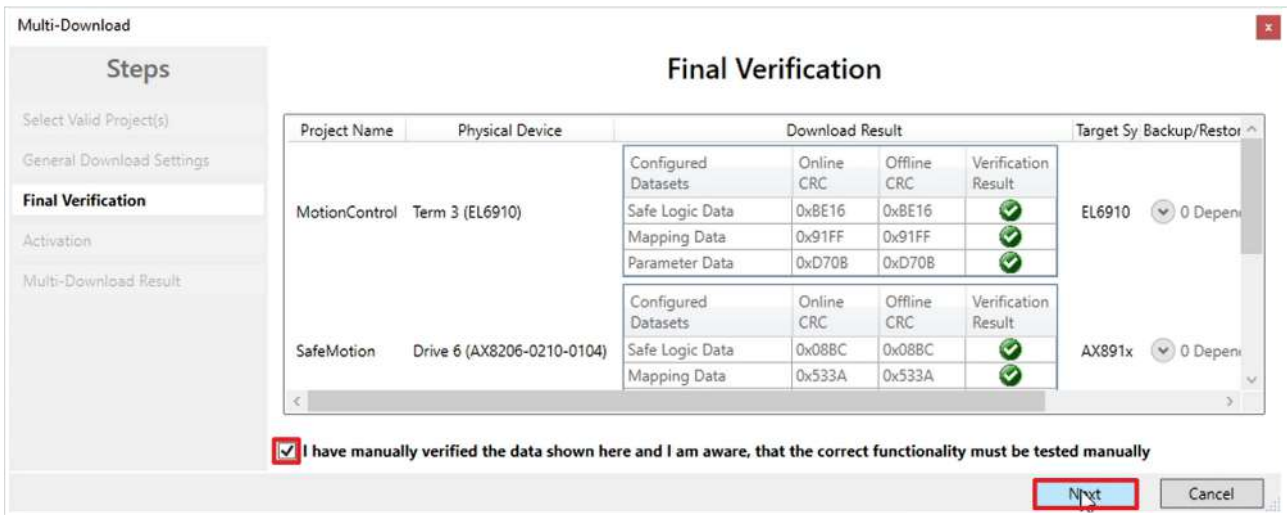 Multi-Download
x
Steps
Select Valid Project(s)
General Download Settings
Final Verification
Activation
Multi-Download Result
Final Verification
Project Name Physical Device Download Result Target Sy Backup/Restor
MotionControl Term 3 (EL6910)
Configured Datasets Online CRC Offline CRC Verification Result
Safe Logic Data 0xBE16 0xBE16
Mapping Data 0x91FF 0x91FF
Parameter Data 0xD70B 0xD70B
EL6910 0 Depen
SafeMotion Drive 6 (AX8206-0210-0104)
Configured Datasets Online CRC Offline CRC Verification Result
Safe Logic Data 0x08BC 0x08BC
Mapping Data 0x533A 0x533A
AX891x 0 Depen
I have manually verified the data shown here and I am aware, that the correct functionality must be tested manually
Next Cancel